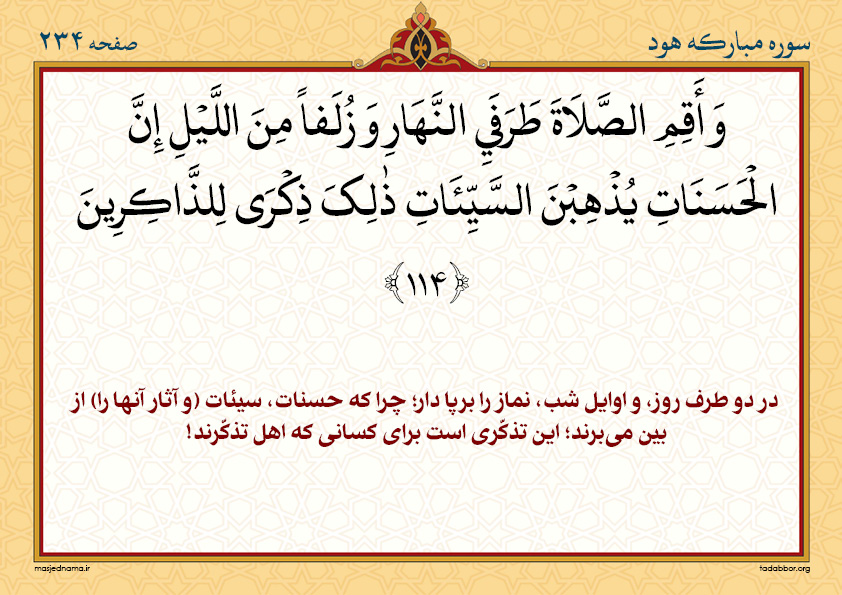 سوره مبارکه هود
صفحه ۲۳۴
وَ أَقِمِ الصَّلَاةَ طَرَفَيِ النَّهَارِ وَ زُلَفاً مِنَ اللَّيْلِ إِنَّ
الْحَسَنَاتِ يُذْهِبْنَ السَّيِّئَاتِ ذٰلِکَ ذِکْرَى لِلذَّاکِرِينَ
﴿۱۱۴﴾
در دو طرف روز، و اوایل شب، نماز را برپا دار؛ چرا که حسنات، سیئات (و آثار آنها را) از
بین می‌برند؛ این تذکّری است برای کسانی که اهل تذکّرند!
masjednama.ir
tadabbor.org